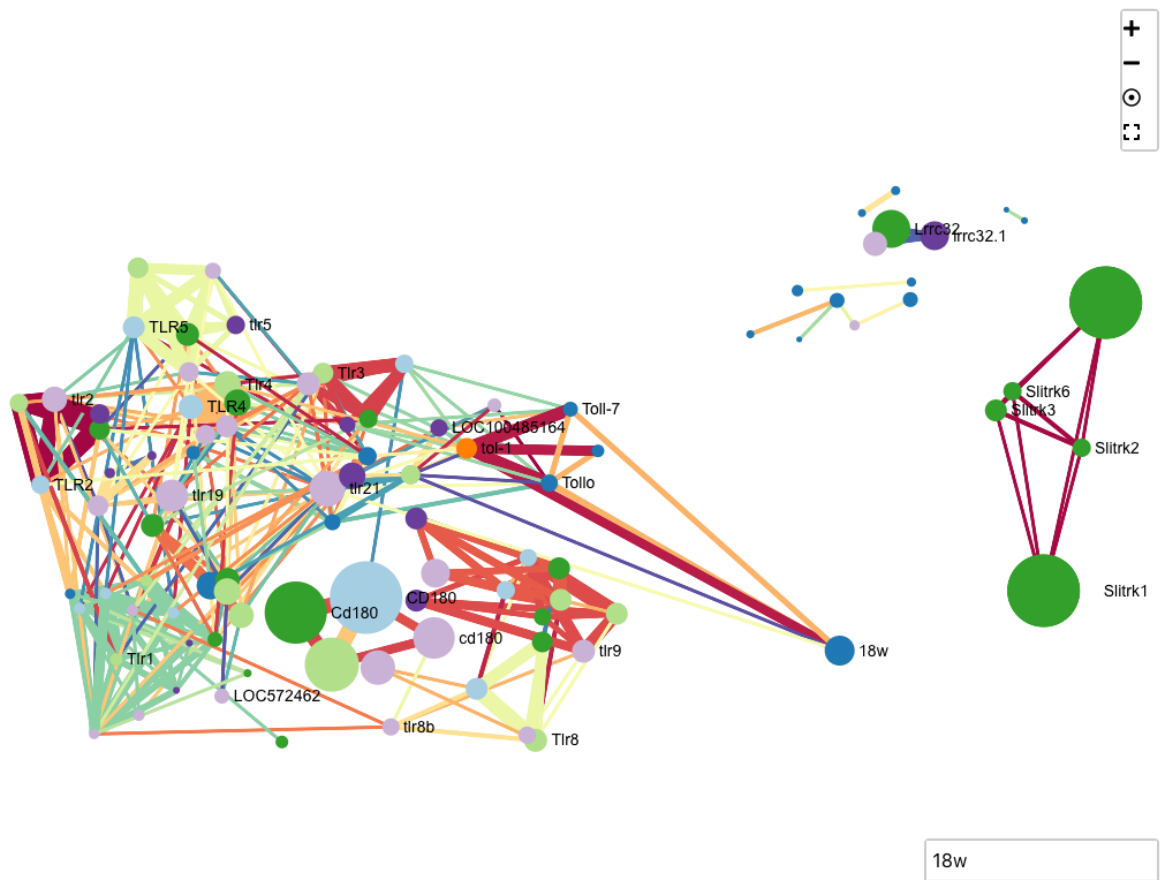 Lrrc32
lrrc32.1
TLR5
tlr5
Tlr3
Tlr4
Slitrk6
tlr2
TLR4
Toll-7
Slitrk3
LOC100485164
tol-1
Slitrk2
TLR2
tlr19
tlr21
Tollo
Slitrk1
CD180
Cd180
cd180
Tlr1
tlr9
18w
LOC572462
tlr8b
Tlr8
18w